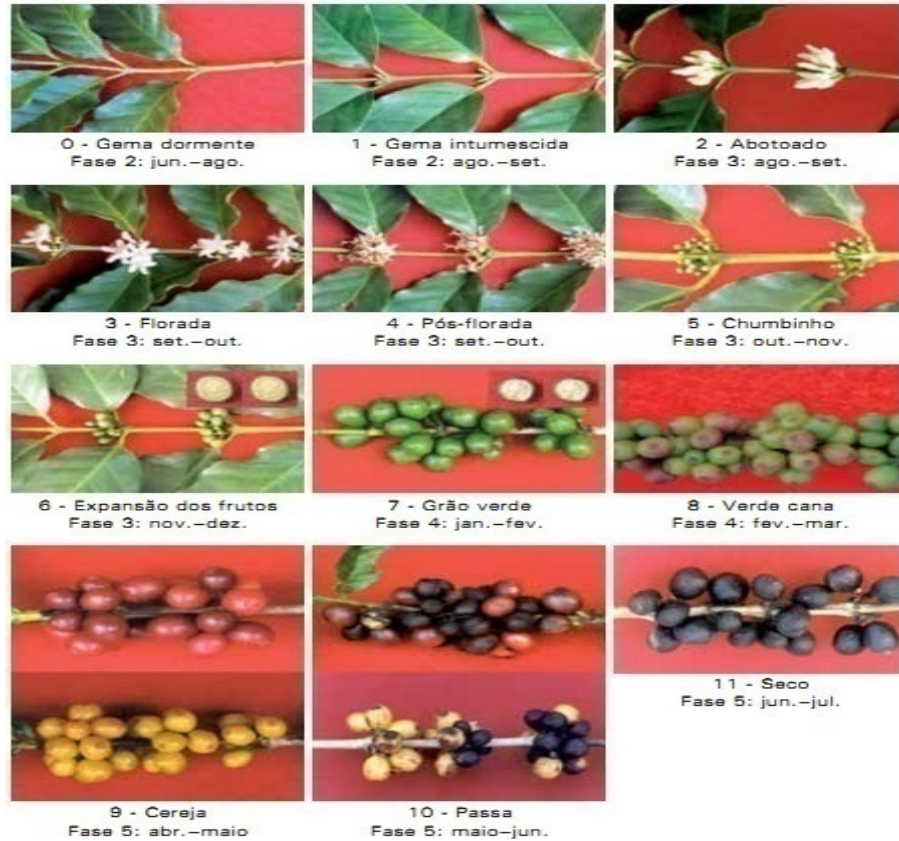 0 - Gema dormente
Fase 2: jun.-ago.
1 - Gema intumescida
Fase 2: ago.-set.
2 - Abotoado
Fase 3: ago.-set.
3 - Florada
Fase 3: set.-out.
4 - Pós-florada
Fase 3: set.-out.
5 - Chumbinho
Fase 3: out.-nov.
6 - Expansão dos frutos
Fase 3: nov.-dez.
7 - Grão verde
Fase 4: jan.-fev.
8 - Verde cana
Fase 4: fev.-mar.
9 - Cereja
Fase 5: abr.-maio
10 - Passa
Fase 5: maio-jun.
11 - Seco
Fase 5: jun.-jul.